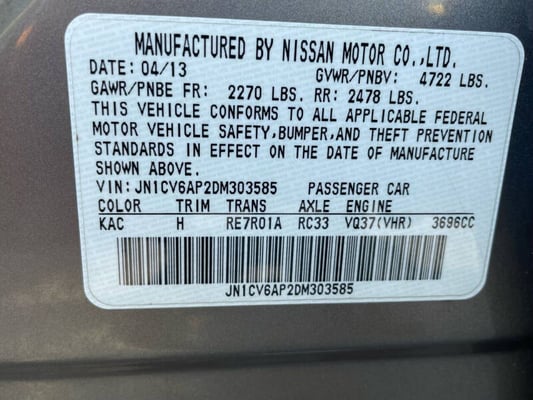 MANUFACTURED BY NISSAN MOTOR CO.,LTD.
DATE: 04/13 GVWR/PNBV: 4722 LBS.
GAWR/PNBE FR: 2270 LBS. RR: 2478 LBS.
THIS VEHICLE CONFORMS TO ALL APPLICABLE FEDERAL
MOTOR VEHICLE SAFETY,BUMPER,AND THEFT PREVENTION
STANDARDS IN EFFECT ON THE DATE OF MANUFACTURE
SHOWN ABOVE.
VIN: JN1CV6AP2DM303585 PASSENGER CAR
COLOR TRIM TRANS AXLE ENGINE
KAC H RE7R01A RC33 VQ37(VHR) 3696CC
JN1CV6AP2DM303585